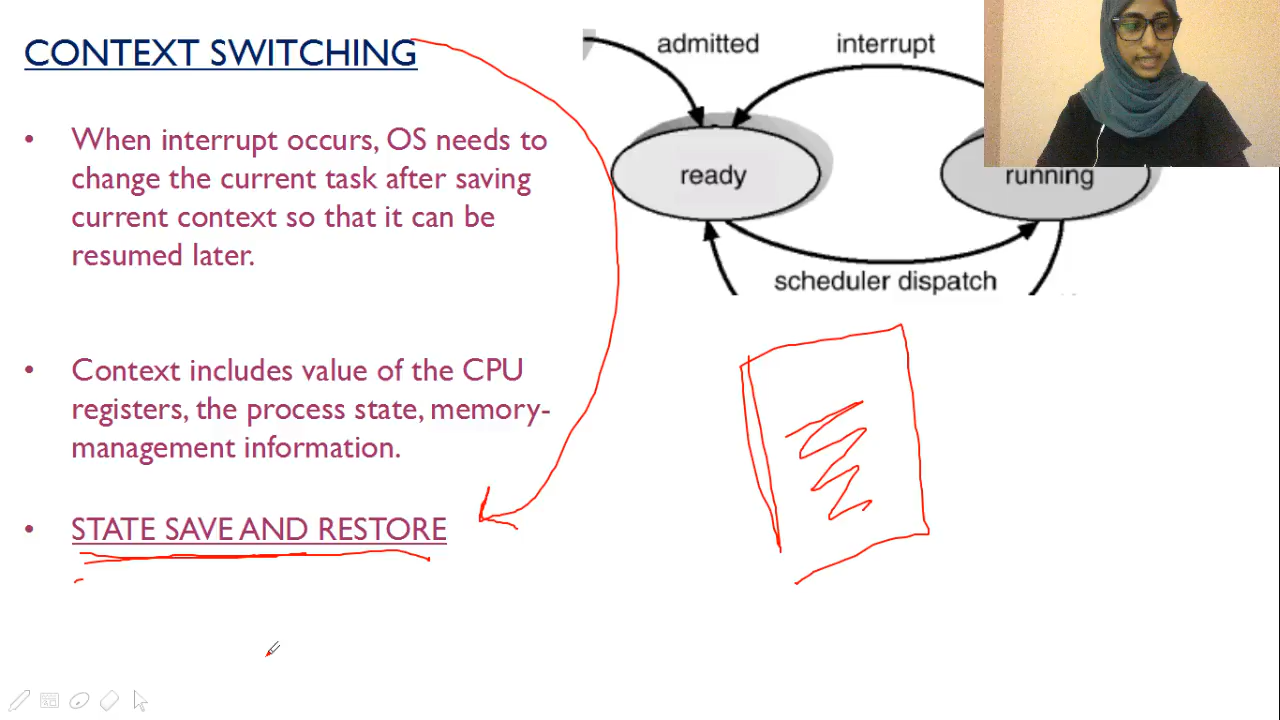 CONTEXT SWITCHING
• When interrupt occurs, OS needs to
change the current task after saving
current context so that it can be
resumed later.
• Context includes value of the CPU
registers, the process state, memory-
management information.
• STATE SAVE AND RESTORE
admitted
interrupt
ready
running
scheduler dispatch